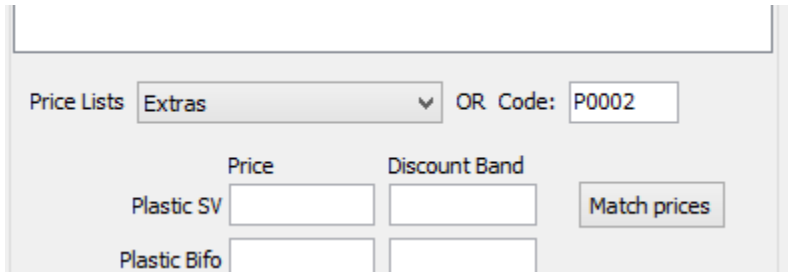 Price Lists Extras OR Code: P0002
Price Discount Band
Plastic SV Match prices
Plastic Bifo